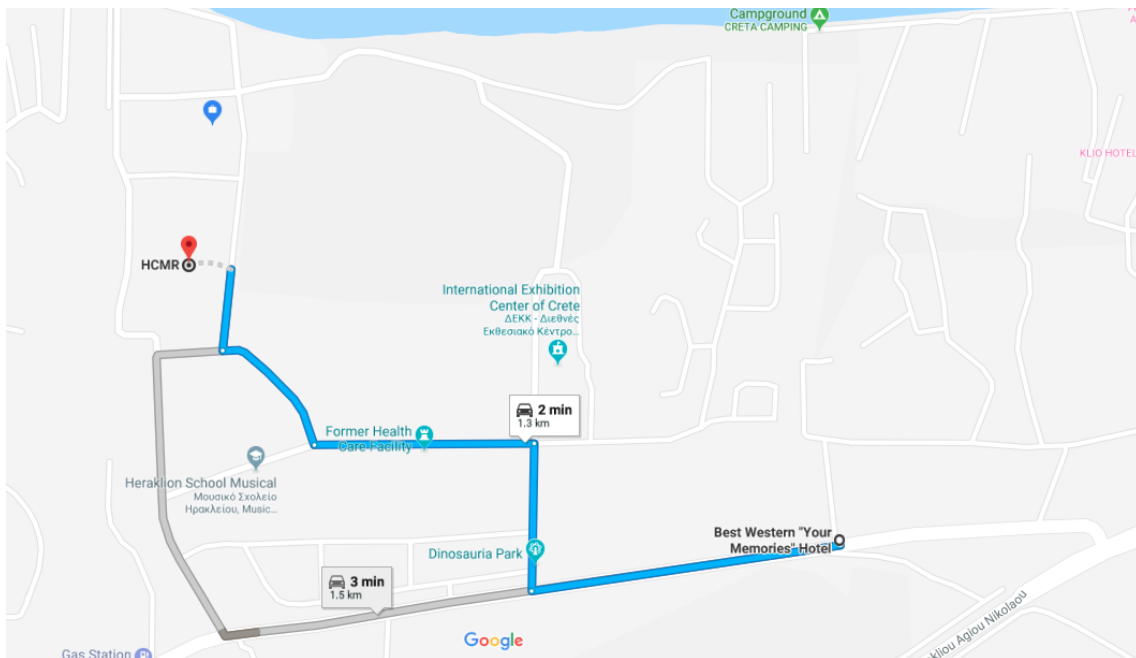 Campground
CRETA CAMPING
KLIO HOTEL
HCMR
International Exhibition
Center of Crete
ΔΕΚΚ - Διεθνές
Εκθεσιακό Κέντρο...
2 min
1.3 km
Former Health
Care Facility
Heraklion School Musical
Μουσικό Σχολείο
Ηρακλείου, Music...
Best Western "Your
Memories" Hotel
Dinosauria Park
3 min
1.5 km
kliou Agiou Nikolaou
Google
Gas Station